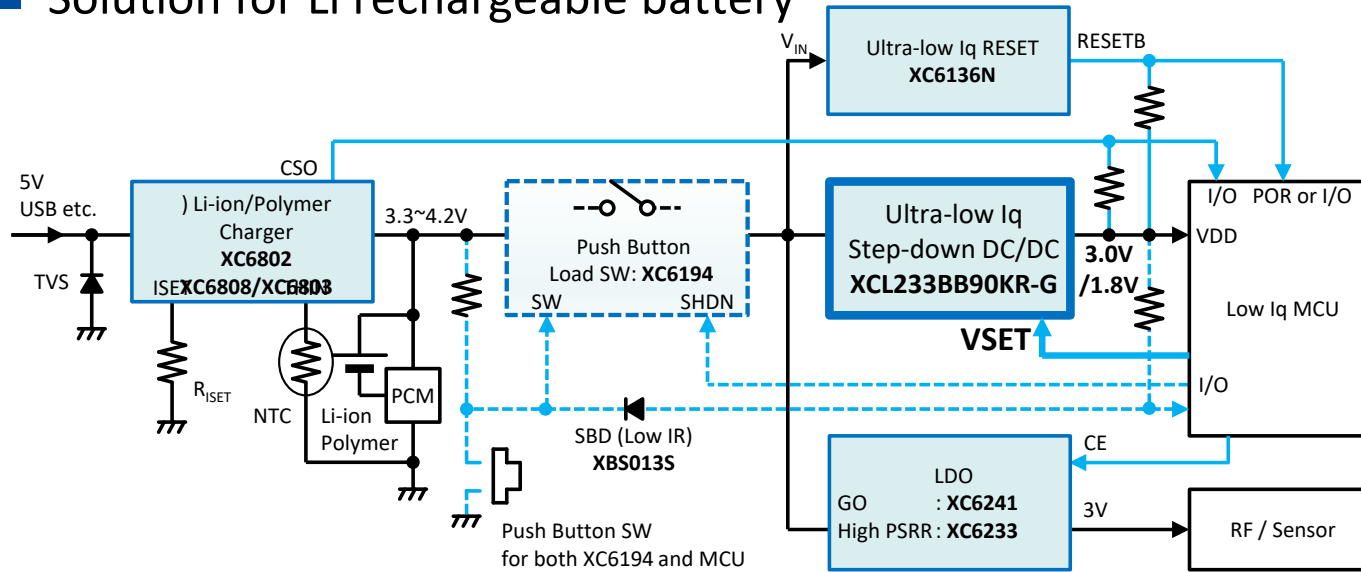 Solution for Li rechargeable battery
VIN
Ultra-low Iq RESET
XC6136N
RESETB
CSO
5V
USB etc.
) Li-ion/Polymer
Charger
XC6802
XC6808/XC6803
ISET
3.3~4.2V
TVS
RISET
NTC
Li-ion
Polymer
PCM
Push Button
Load SW: XC6194
SW
SHDN
SBD (Low IR)
XBS013S
Push Button SW
for both XC6194 and MCU
Ultra-low Iq
Step-down DC/DC
XCL233BB90KR-G
VSET
3.0V
/1.8V
I/O
POR or I/O
VDD
Low Iq MCU
I/O
CE
LDO
GO : XC6241
High PSRR : XC6233
3V
RF / Sensor